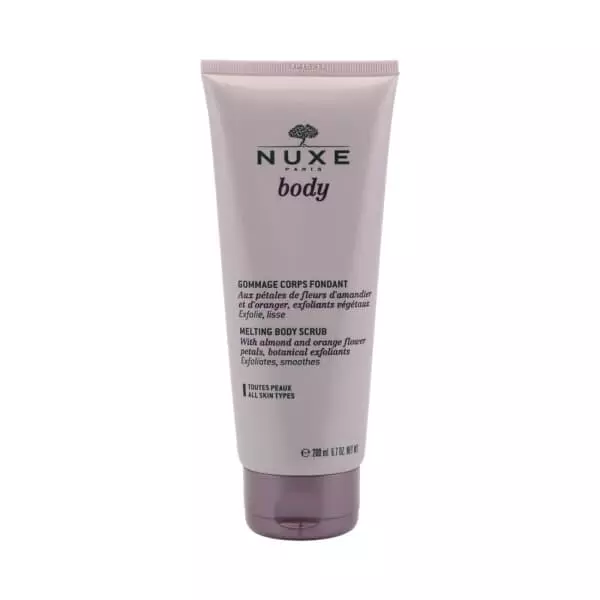 NUXE
PARIS
body
GOMMAGE CORPS FONDANT
Aux pétales de fleurs d'amandier
et d'oranger, exfoliants végétaux
Exfolie, lisse
MELTING BODY SCRUB
With almond and orange flower
petals, botanical exfoliants
Exfoliates, smoothes
TOUTES PEAUX
ALL SKIN TYPES
℮ 200 ml 6.7 OZ. NET WT